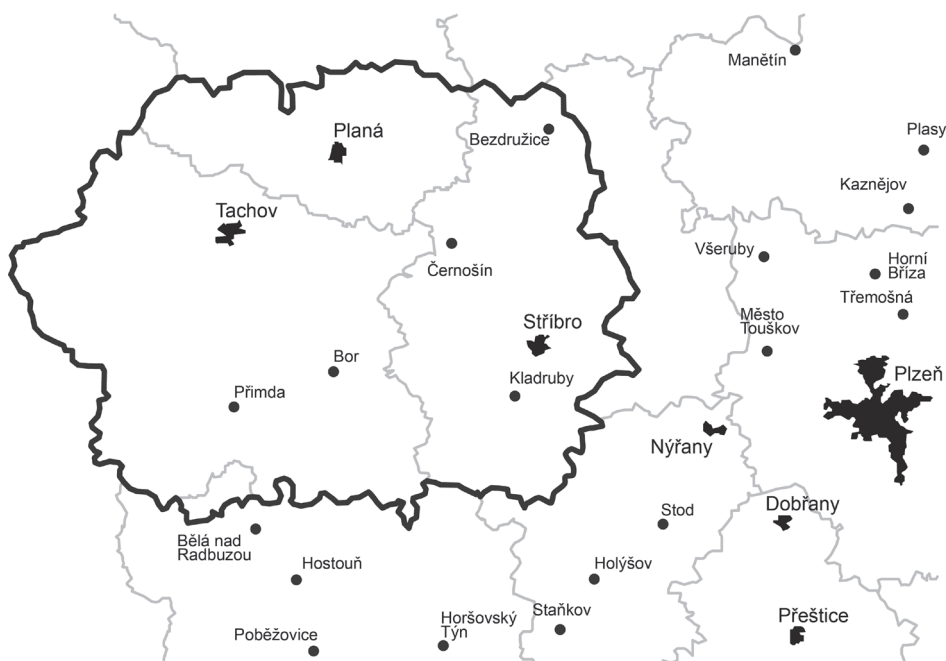 Manětín
Planá
Bezdružice
Plasy
Kaznějov
Tachov
Všeruby
Černošín
Horní
Bříza
Třemošná
Město
Touškov
Stříbro
Bor
Plzeň
Přimda
Kladruby
Nýřany
Dobřany
Stod
Bělá nad
Radbuzou
Hostouň
Holýšov
Staňkov
Horšovský
Týn
Přeštice
Poběžovice